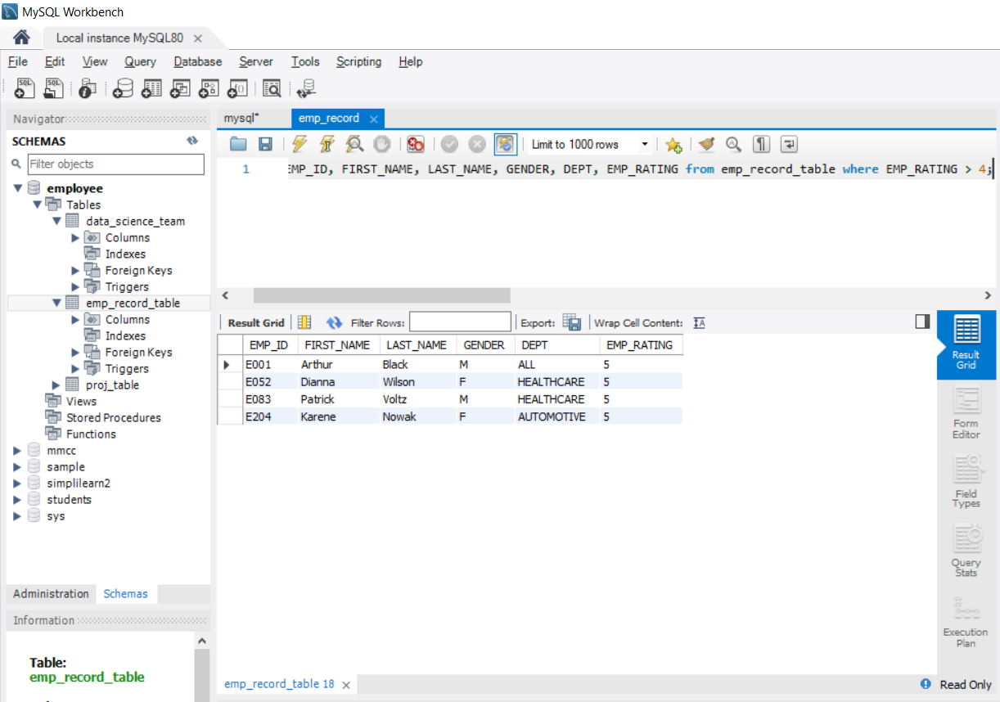 MySQL Workbench
Local instance MySQL80
File Edit View Query Database Server Tools Scripting Help
Navigator
SCHEMAS
Filter objects
employee
Tables
data_science_team
Columns
Indexes
Foreign Keys
Triggers
emp_record_table
Columns
Indexes
Foreign Keys
Triggers
proj_table
Views
Stored Procedures
Functions
mmcc
sample
simplilearn2
students
sys
Administration Schemas
Information
Table:
emp_record_table
mysql* emp_record
Limit to 1000 rows
1 EMP_ID, FIRST_NAME, LAST_NAME, GENDER, DEPT, EMP_RATING from emp_record_table where EMP_RATING > 4;
Result Grid Filter Rows: Export: Wrap Cell Content:
EMP_ID FIRST_NAME LAST_NAME GENDER DEPT EMP_RATING
E001 Arthur Black M ALL 5
E052 Dianna Wilson F HEALTHCARE 5
E083 Patrick Voltz M HEALTHCARE 5
E204 Karene Nowak F AUTOMOTIVE 5
Result
Grid
Form
Editor
Field
Types
Query
Stats
Execution
Plan
emp_record_table 18
Read Only